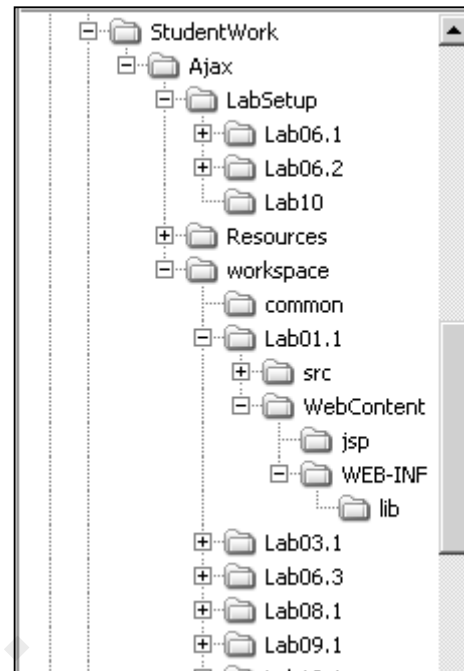 StudentWork
Ajax
LabSetup
Lab06.1
Lab06.2
Lab10
Resources
workspace
common
Lab01.1
src
WebContent
jsp
WEB-INF
lib
Lab03.1
Lab06.3
Lab08.1
Lab09.1